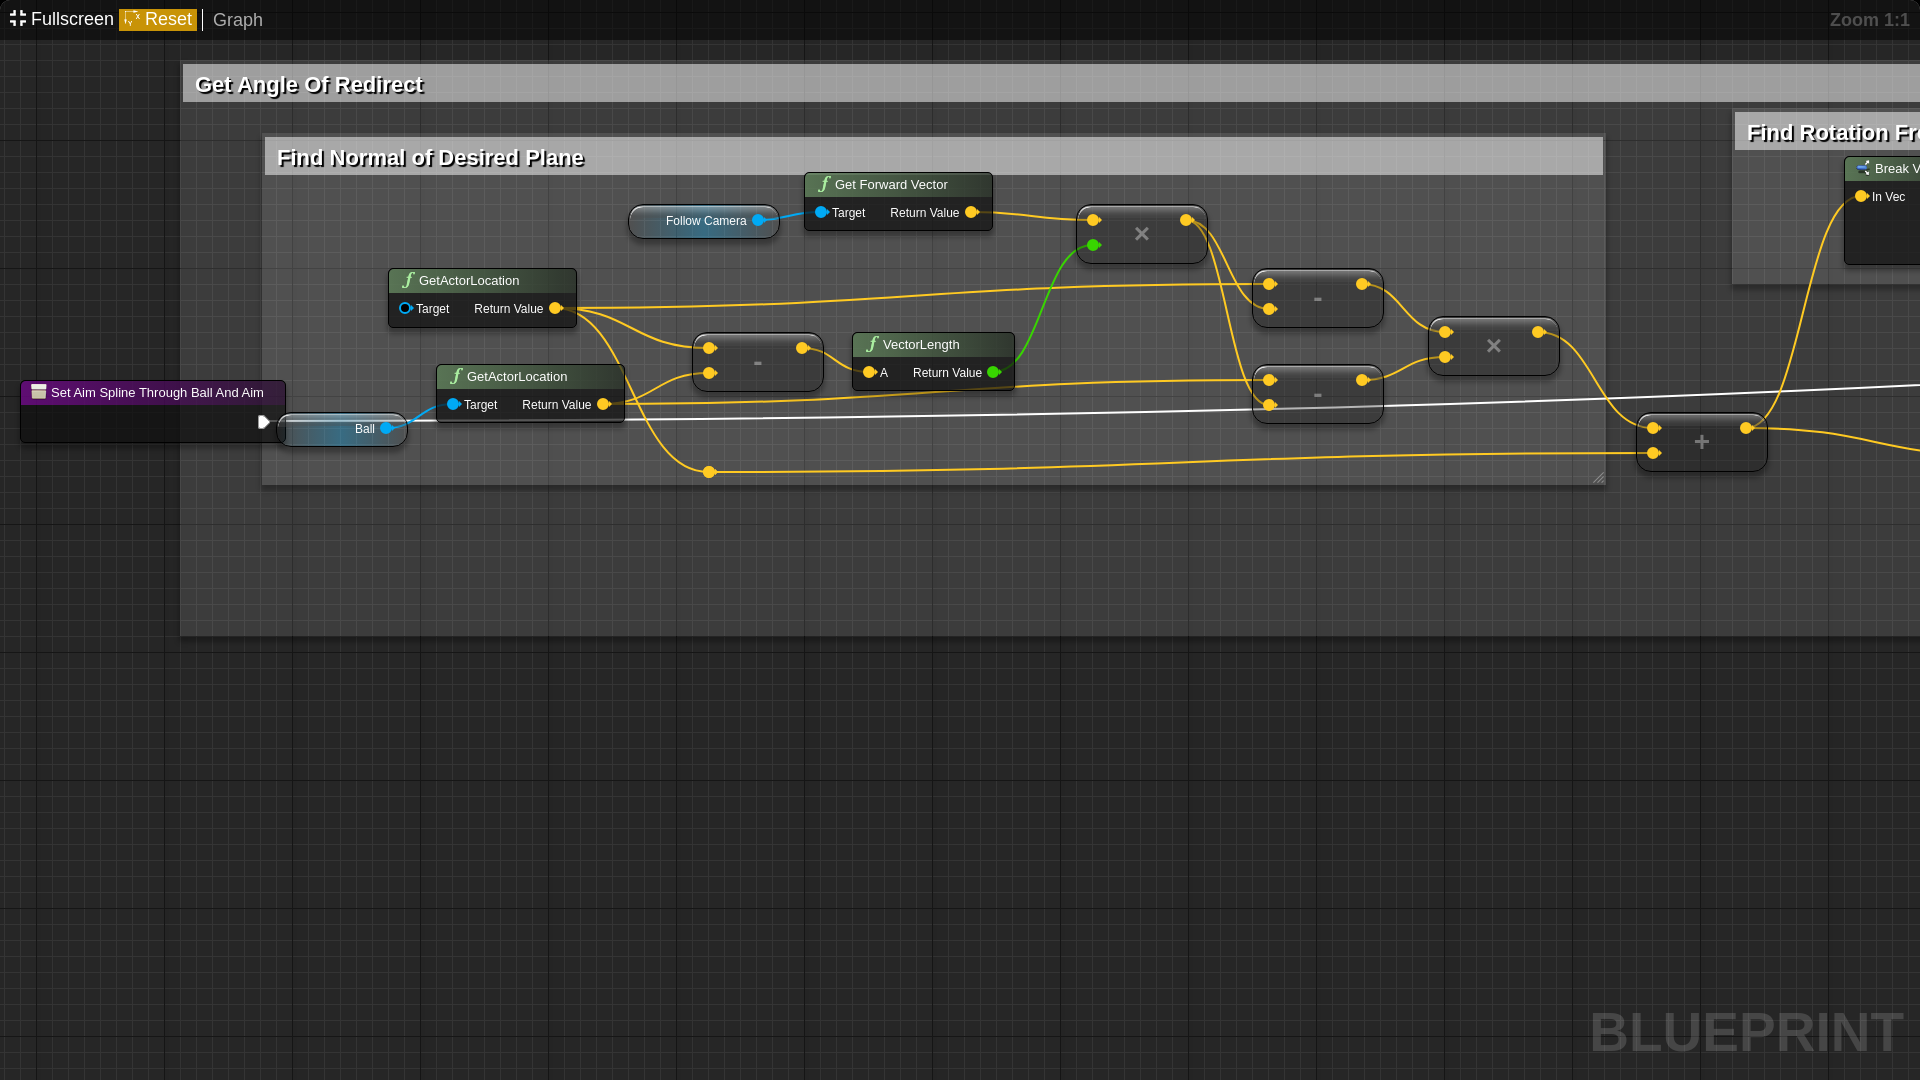 Fullscreen Reset Graph Zoom 1:1
Get Angle Of Redirect
Find Rotation Fr
Find Normal of Desired Plane
Break V
In Vec
Get Forward Vector
Target Return Value
Follow Camera
GetActorLocation
Target Return Value
VectorLength
A Return Value
GetActorLocation
Target Return Value
Set Aim Spline Through Ball And Aim
Ball
×
-
-
×
-
+
BLUEPRINT